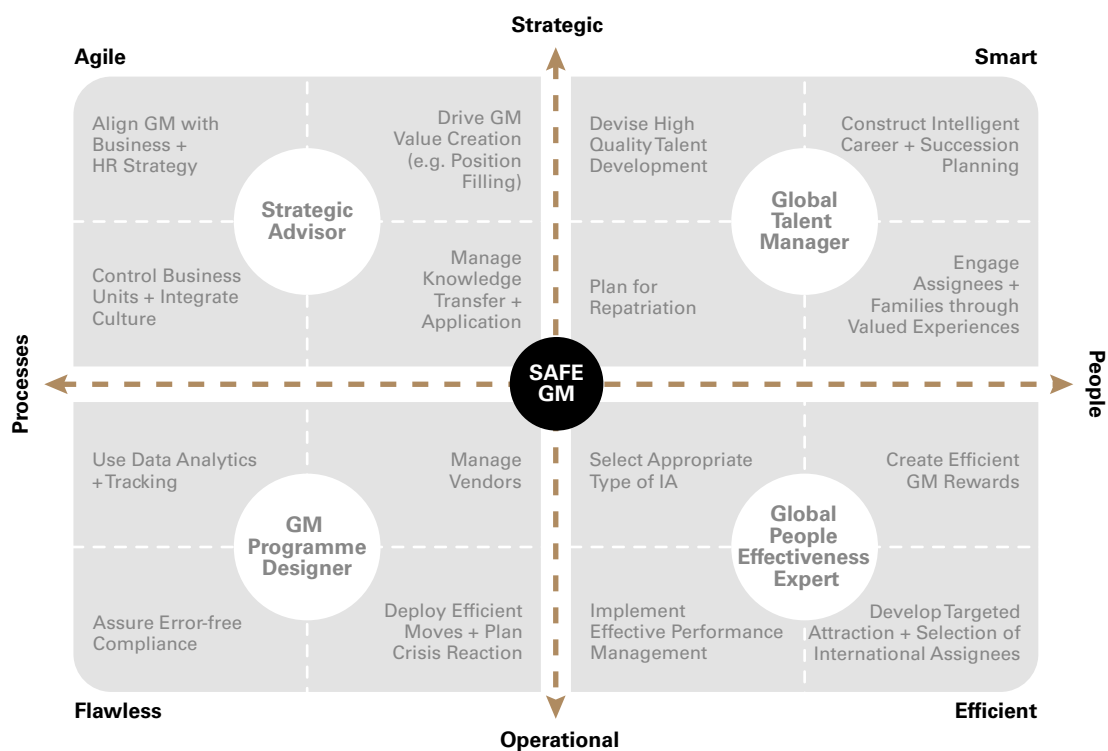 Strategic
Agile
Smart
Align GM with
Business +
HR Strategy
Drive GM
Value Creation
(e.g. Position
Filling)
Strategic
Advisor
Control Business
Units + Integrate
Culture
Manage
Knowledge
Transfer +
Application
Devise High
Quality Talent
Development
Construct Intelligent
Career + Succession
Planning
Global
Talent
Manager
Plan for
Repatriation
Engage
Assignees +
Families through
Valued Experiences
Processes
SAFE
GM
People
Use Data Analytics
+ Tracking
Manage
Vendors
GM
Programme
Designer
Assure Error-free
Compliance
Deploy Efficient
Moves + Plan
Crisis Reaction
Select Appropriate
Type of IA
Create Efficient
GM Rewards
Global
People
Effectiveness
Expert
Implement
Effective Performance
Management
Develop Targeted
Attraction + Selection of
International Assignees
Flawless
Efficient
Operational